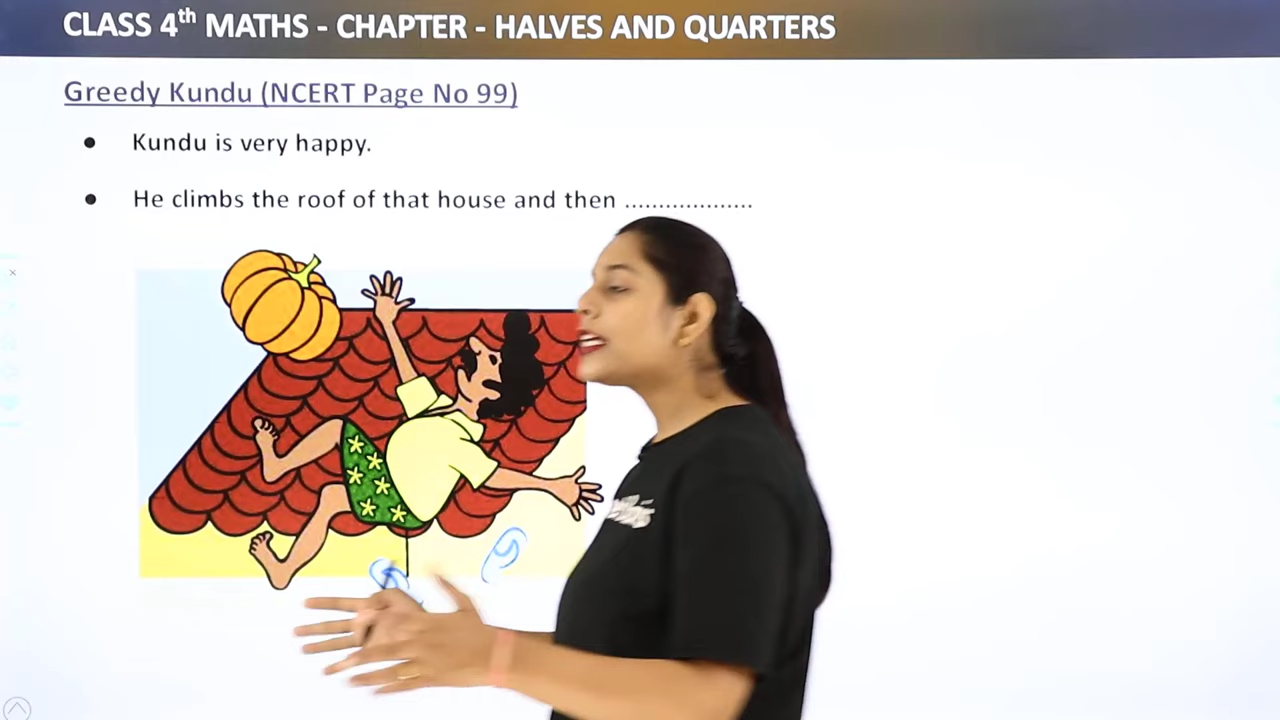 CLASS 4th MATHS - CHAPTER - HALVES AND QUARTERS
Greedy Kundu (NCERT Page No 99)
● Kundu is very happy.
● He climbs the roof of that house and then ...................